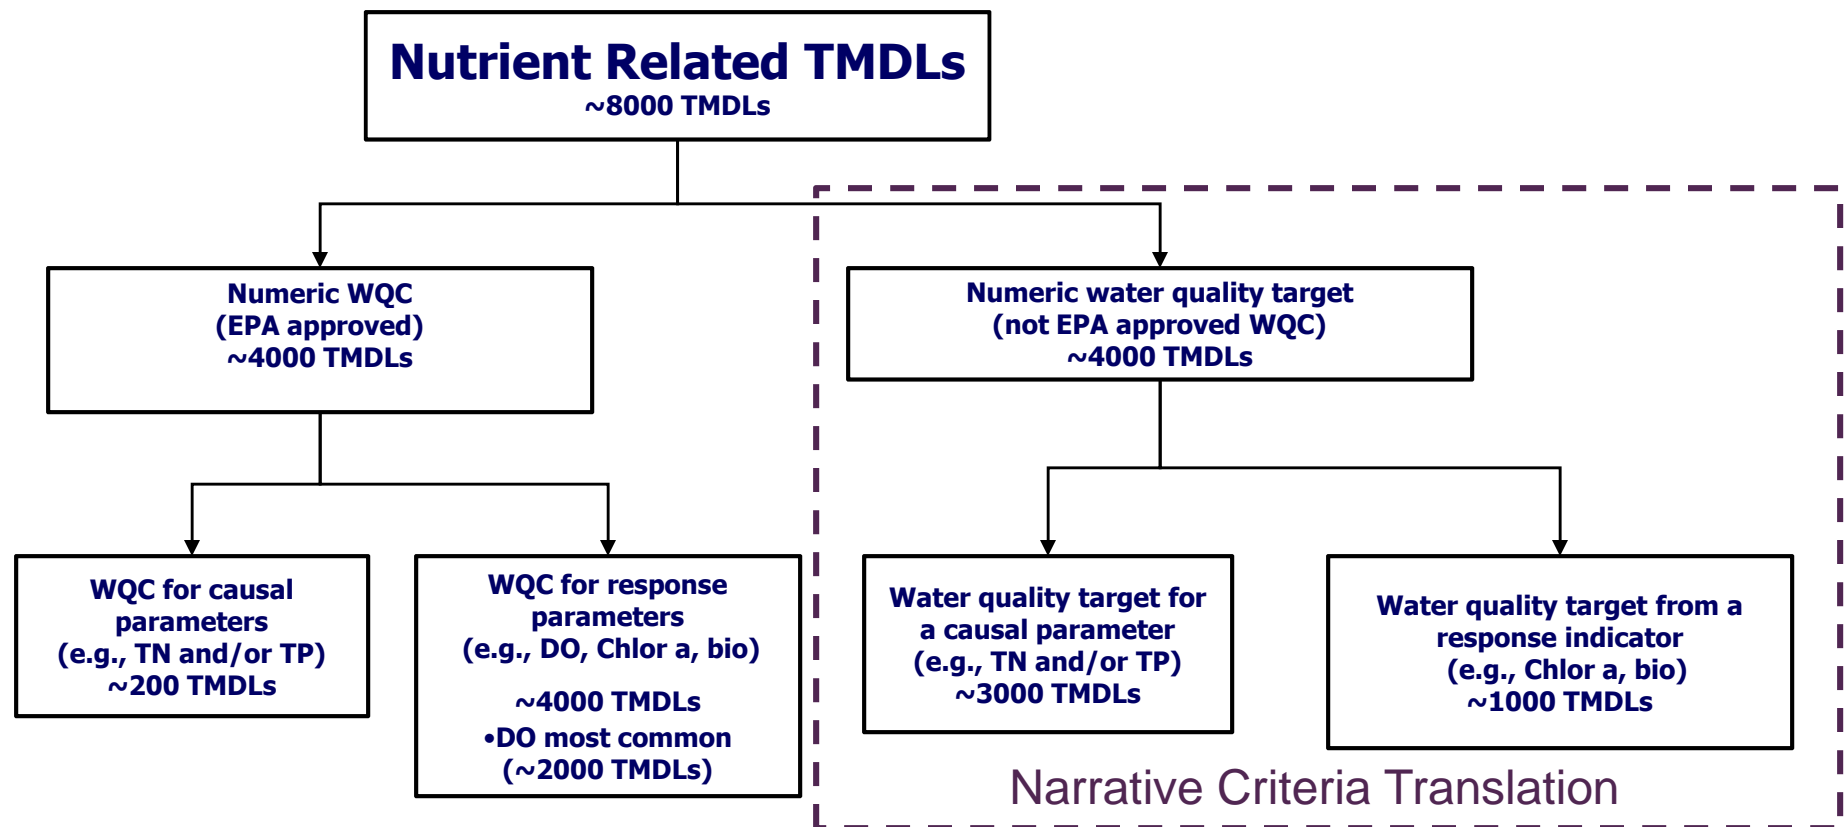 Nutrient Related TMDLs
~8000 TMDLs
Numeric WQC
(EPA approved)
~4000 TMDLs
Numeric water quality target
(not EPA approved WQC)
~4000 TMDLs
WQC for causal
parameters
(e.g., TN and/or TP)
~200 TMDLs
WQC for response
parameters
(e.g., DO, Chlor a, bio)
~4000 TMDLs
•DO most common
(~2000 TMDLs)
Water quality target for
a causal parameter
(e.g., TN and/or TP)
~3000 TMDLs
Water quality target from a
response indicator
(e.g., Chlor a, bio)
~1000 TMDLs
Narrative Criteria Translation